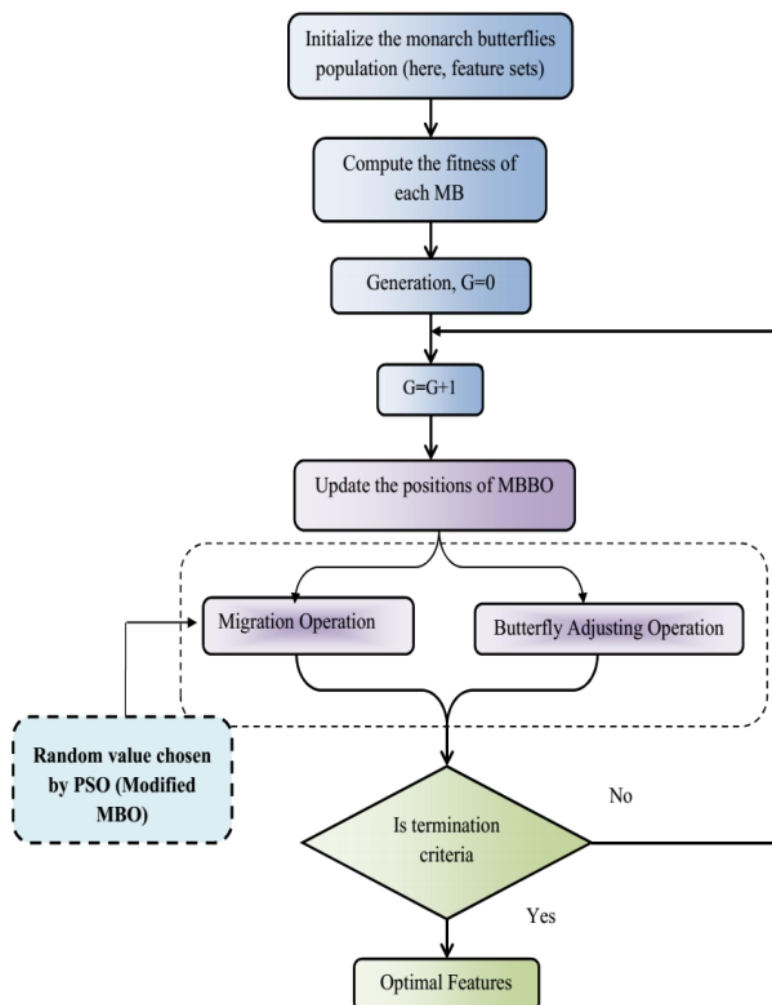 Initialize the monarch butterflies
population (here, feature sets)
Compute the fitness of
each MB
Generation, G=0
G=G+1
Update the positions of MBBO
Migration Operation
Butterfly Adjusting Operation
Random value chosen
by PSO (Modified
MBO)
Is termination
criteria
No
Yes
Optimal Features